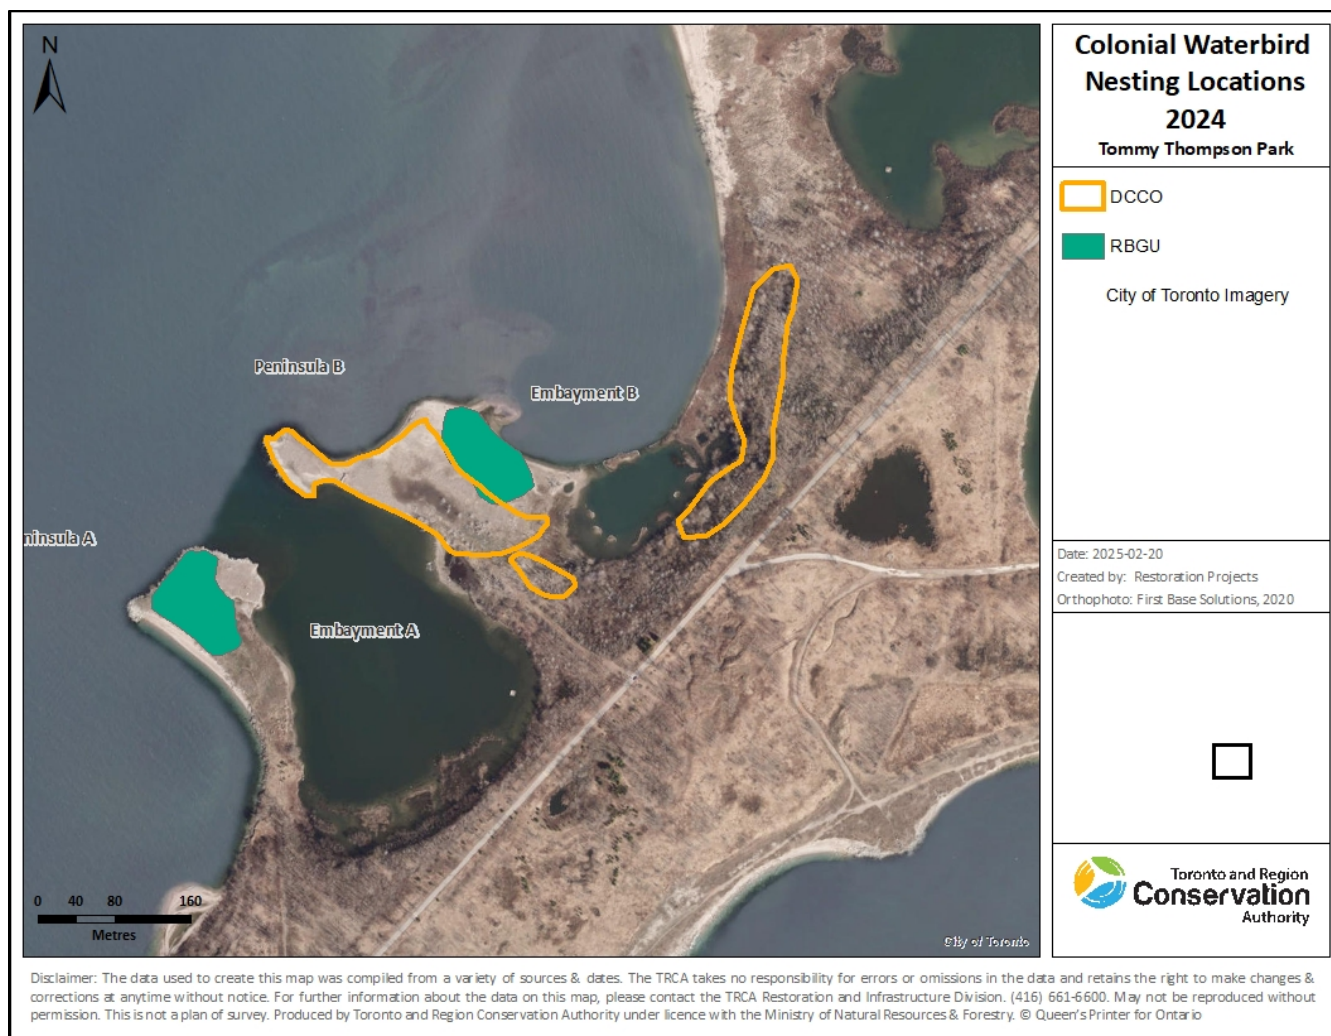 N
Peninsula B
Embayment B
ninsula A
Embayment A
0 40 80 160
Metres
City of Toronto
Colonial Waterbird
Nesting Locations
2024
Tommy Thompson Park
DCCO
RBGU
City of Toronto Imagery
Date: 2025-02-20
Created by: Restoration Projects
Orthophoto: First Base Solutions, 2020
Toronto and Region
Conservation
Authority
Disclaimer: The data used to create this map was compiled from a variety of sources & dates. The TRCA takes no responsibility for errors or omissions in the data and retains the right to make changes &
corrections at anytime without notice. For further information about the data on this map, please contact the TRCA Restoration and Infrastructure Division. (416) 661-6600. May not be reproduced without
permission. This is not a plan of survey. Produced by Toronto and Region Conservation Authority under licence with the Ministry of Natural Resources & Forestry. © Queen's Printer for Ontario